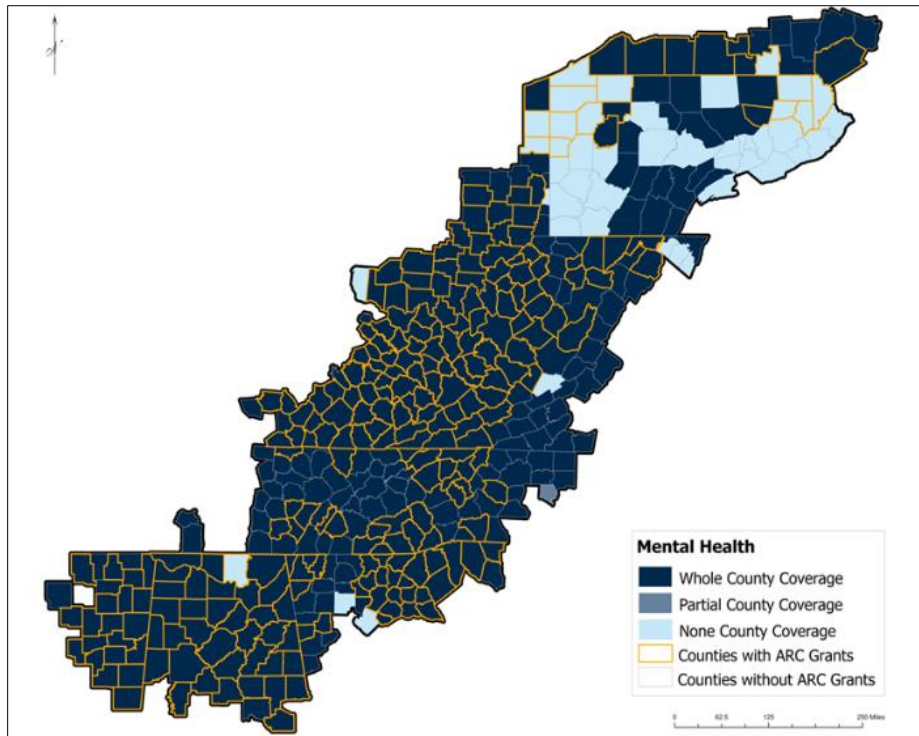 N
Mental Health
Whole County Coverage
Partial County Coverage
None County Coverage
Counties with ARC Grants
Counties without ARC Grants
0 62.5 125 250 Miles